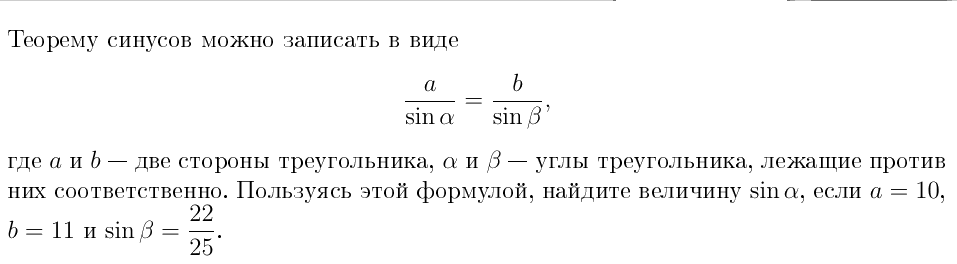 Теорему синусов можно записать в виде
a/sin α = b/sin β,
где a и b — две стороны треугольника, α и β — углы треугольника, лежащие против
них соответственно. Пользуясь этой формулой, найдите величину sin α, если a = 10,
b = 11 и sin β = 22/25.